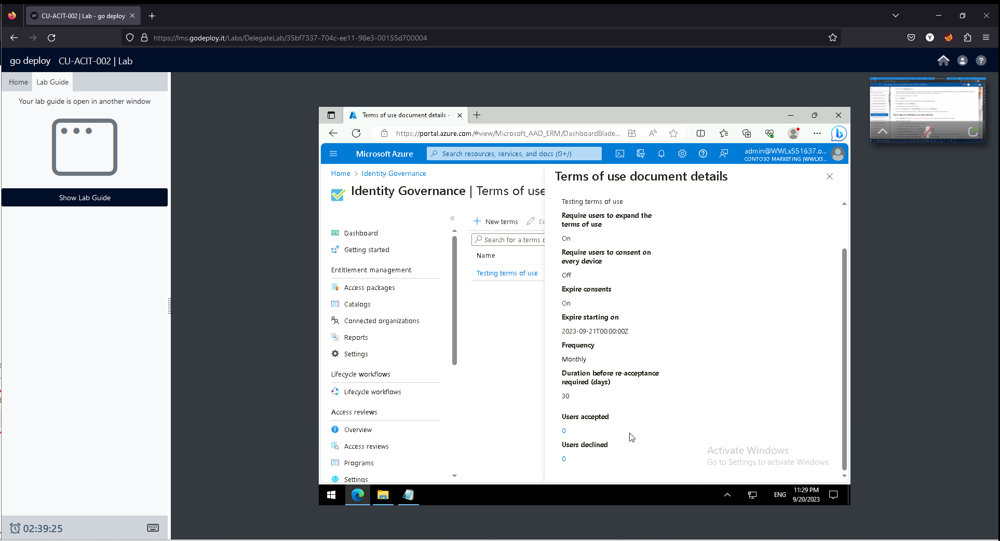 CU-ACIT-002 | Lab - go deploy
https://lms.godeploy.it/Labs/DelegateLab/35bf7337-704c-ee11-98e3-00155d700004
go deploy CU-ACIT-002 | Lab
Home Lab Guide
Your lab guide is open in another window
Show Lab Guide
02:39:25
Terms of use document details -
https://portal.azure.com/#view/Microsoft_AAD_ERM/DashboardBlade...
Microsoft Azure
Search resources, services, and docs (G+/)
admin@WWLx551637.o...
CONTOSO MARKETING (WWLX5...
Home > Identity Governance
Identity Governance | Terms of use
Dashboard
Getting started
Entitlement management
Access packages
Catalogs
Connected organizations
Reports
Settings
Lifecycle workflows
Lifecycle workflows
Access reviews
Overview
Access reviews
Programs
Settings
New terms
Search for a terms
Name
Testing terms of use
Terms of use document details
Testing terms of use
Require users to expand the
terms of use
On
Require users to consent on
every device
Off
Expire consents
On
Expire starting on
2023-09-21T00:00:00Z
Frequency
Monthly
Duration before re-acceptance
required (days)
30
Users accepted
0
Users declined
0
Activate Windows
Go to Settings to activate Windows.
ENG
11:29 PM
9/20/2023